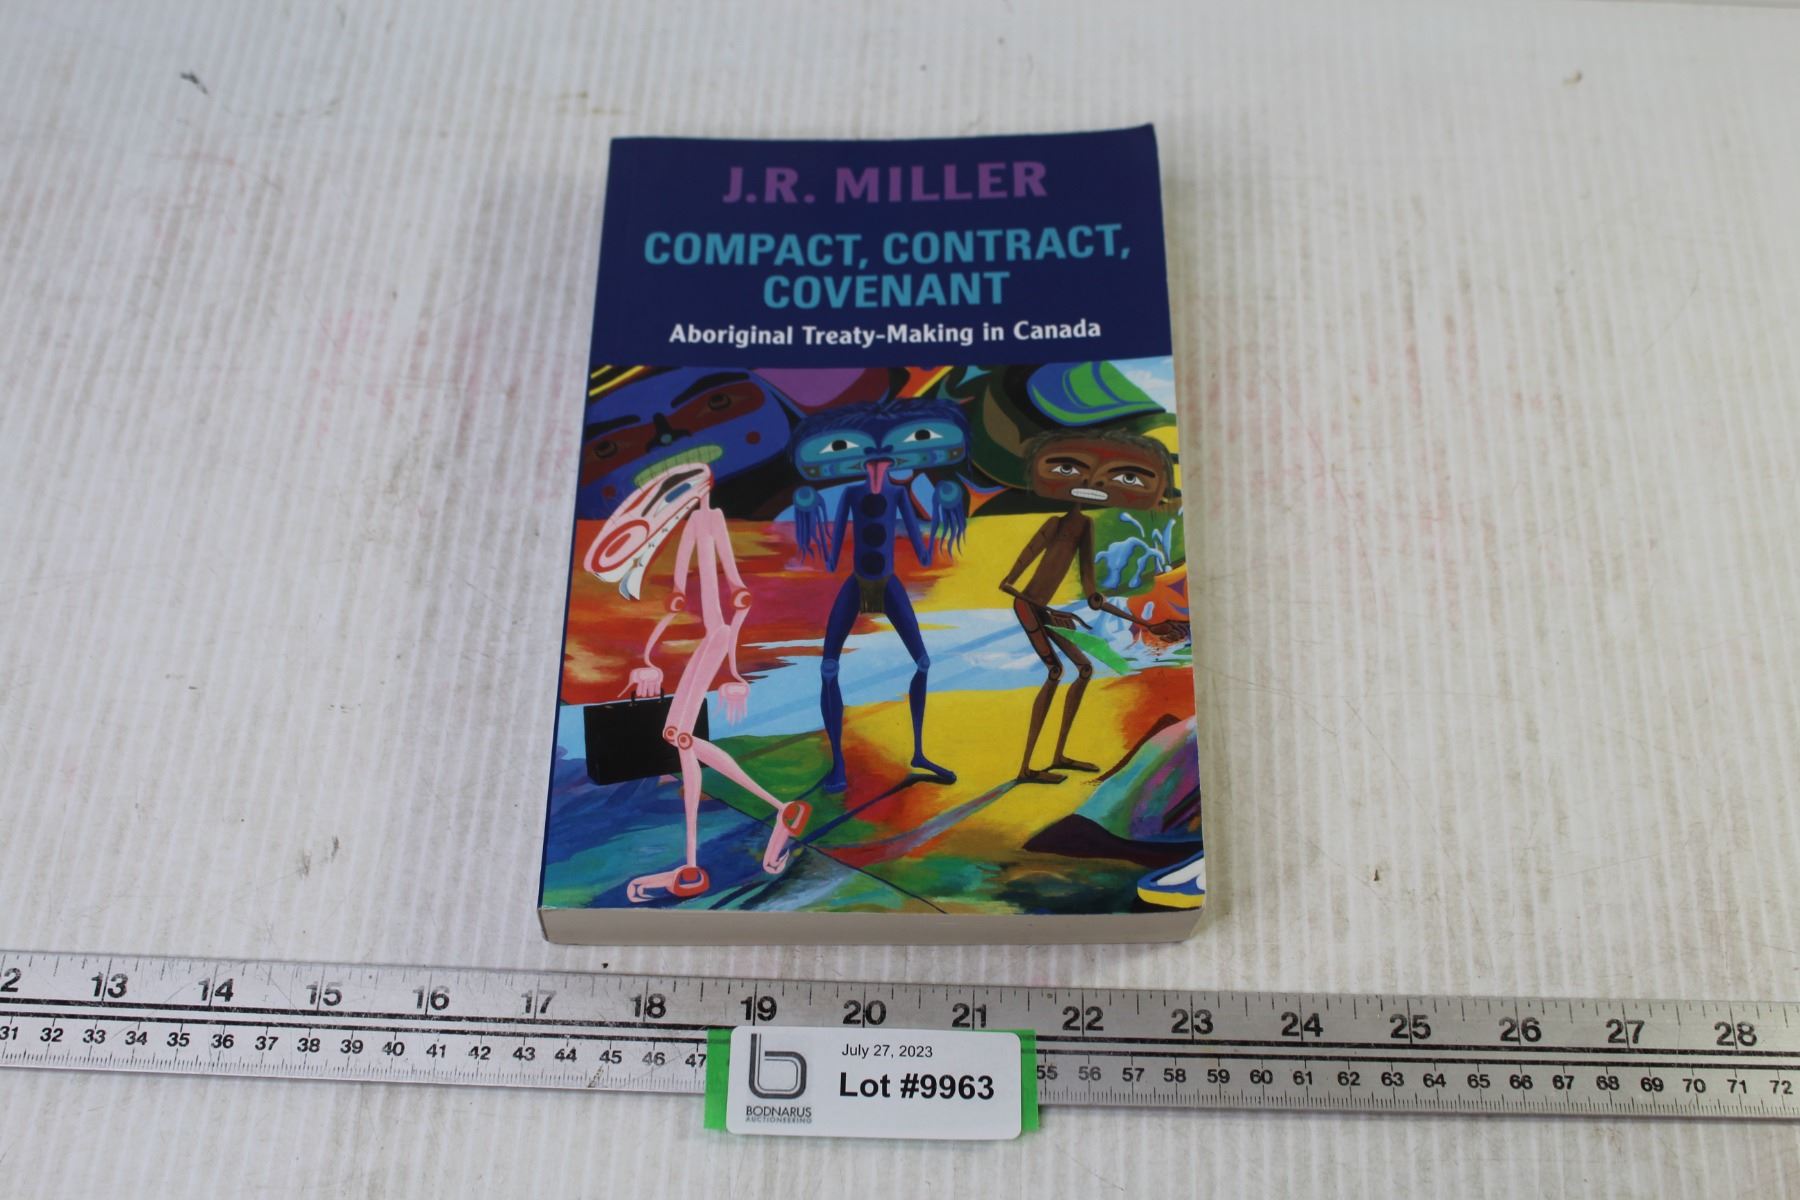 J.R. MILLER
COMPACT, CONTRACT,
COVENANT
Aboriginal Treaty-Making in Canada
2 13 14 15 16 17 18 19 20 21 22 23 24 25 26 27 28
31 32 33 34 35 36 37 38 39 40 41 42 43 44 45 46 47 55 56 57 58 59 60 61 62 63 64 65 66 67 68 69 70 71 72
July 27, 2023
Lot #9963
b
BODNARUS
AUCTIONEERING